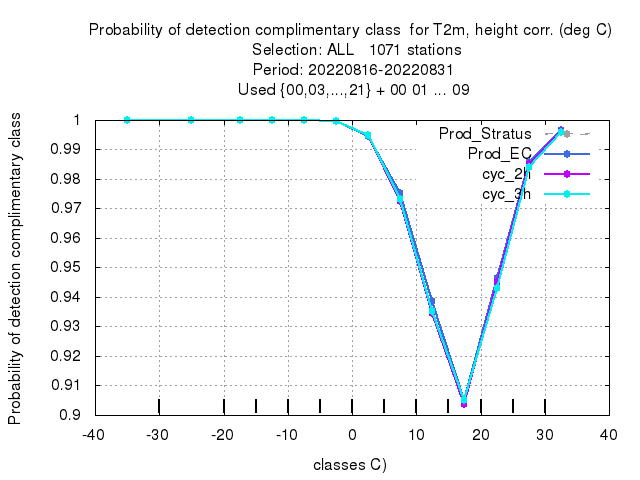 Probability of detection complimentary class  for T2m, height corr. (deg C)
Selection: ALL   1071 stations
Period: 20220816-20220831
Used {00,03,...,21} + 00 01 ... 09
Probability of detection complimentary class
1
0.99
0.98
0.97
0.96
0.95
0.94
0.93
0.92
0.91
0.9
Prod_Stratus
Prod_EC
cyc_2h
cyc_3h
-40 -30 -20 -10 0 10 20 30 40
classes C)